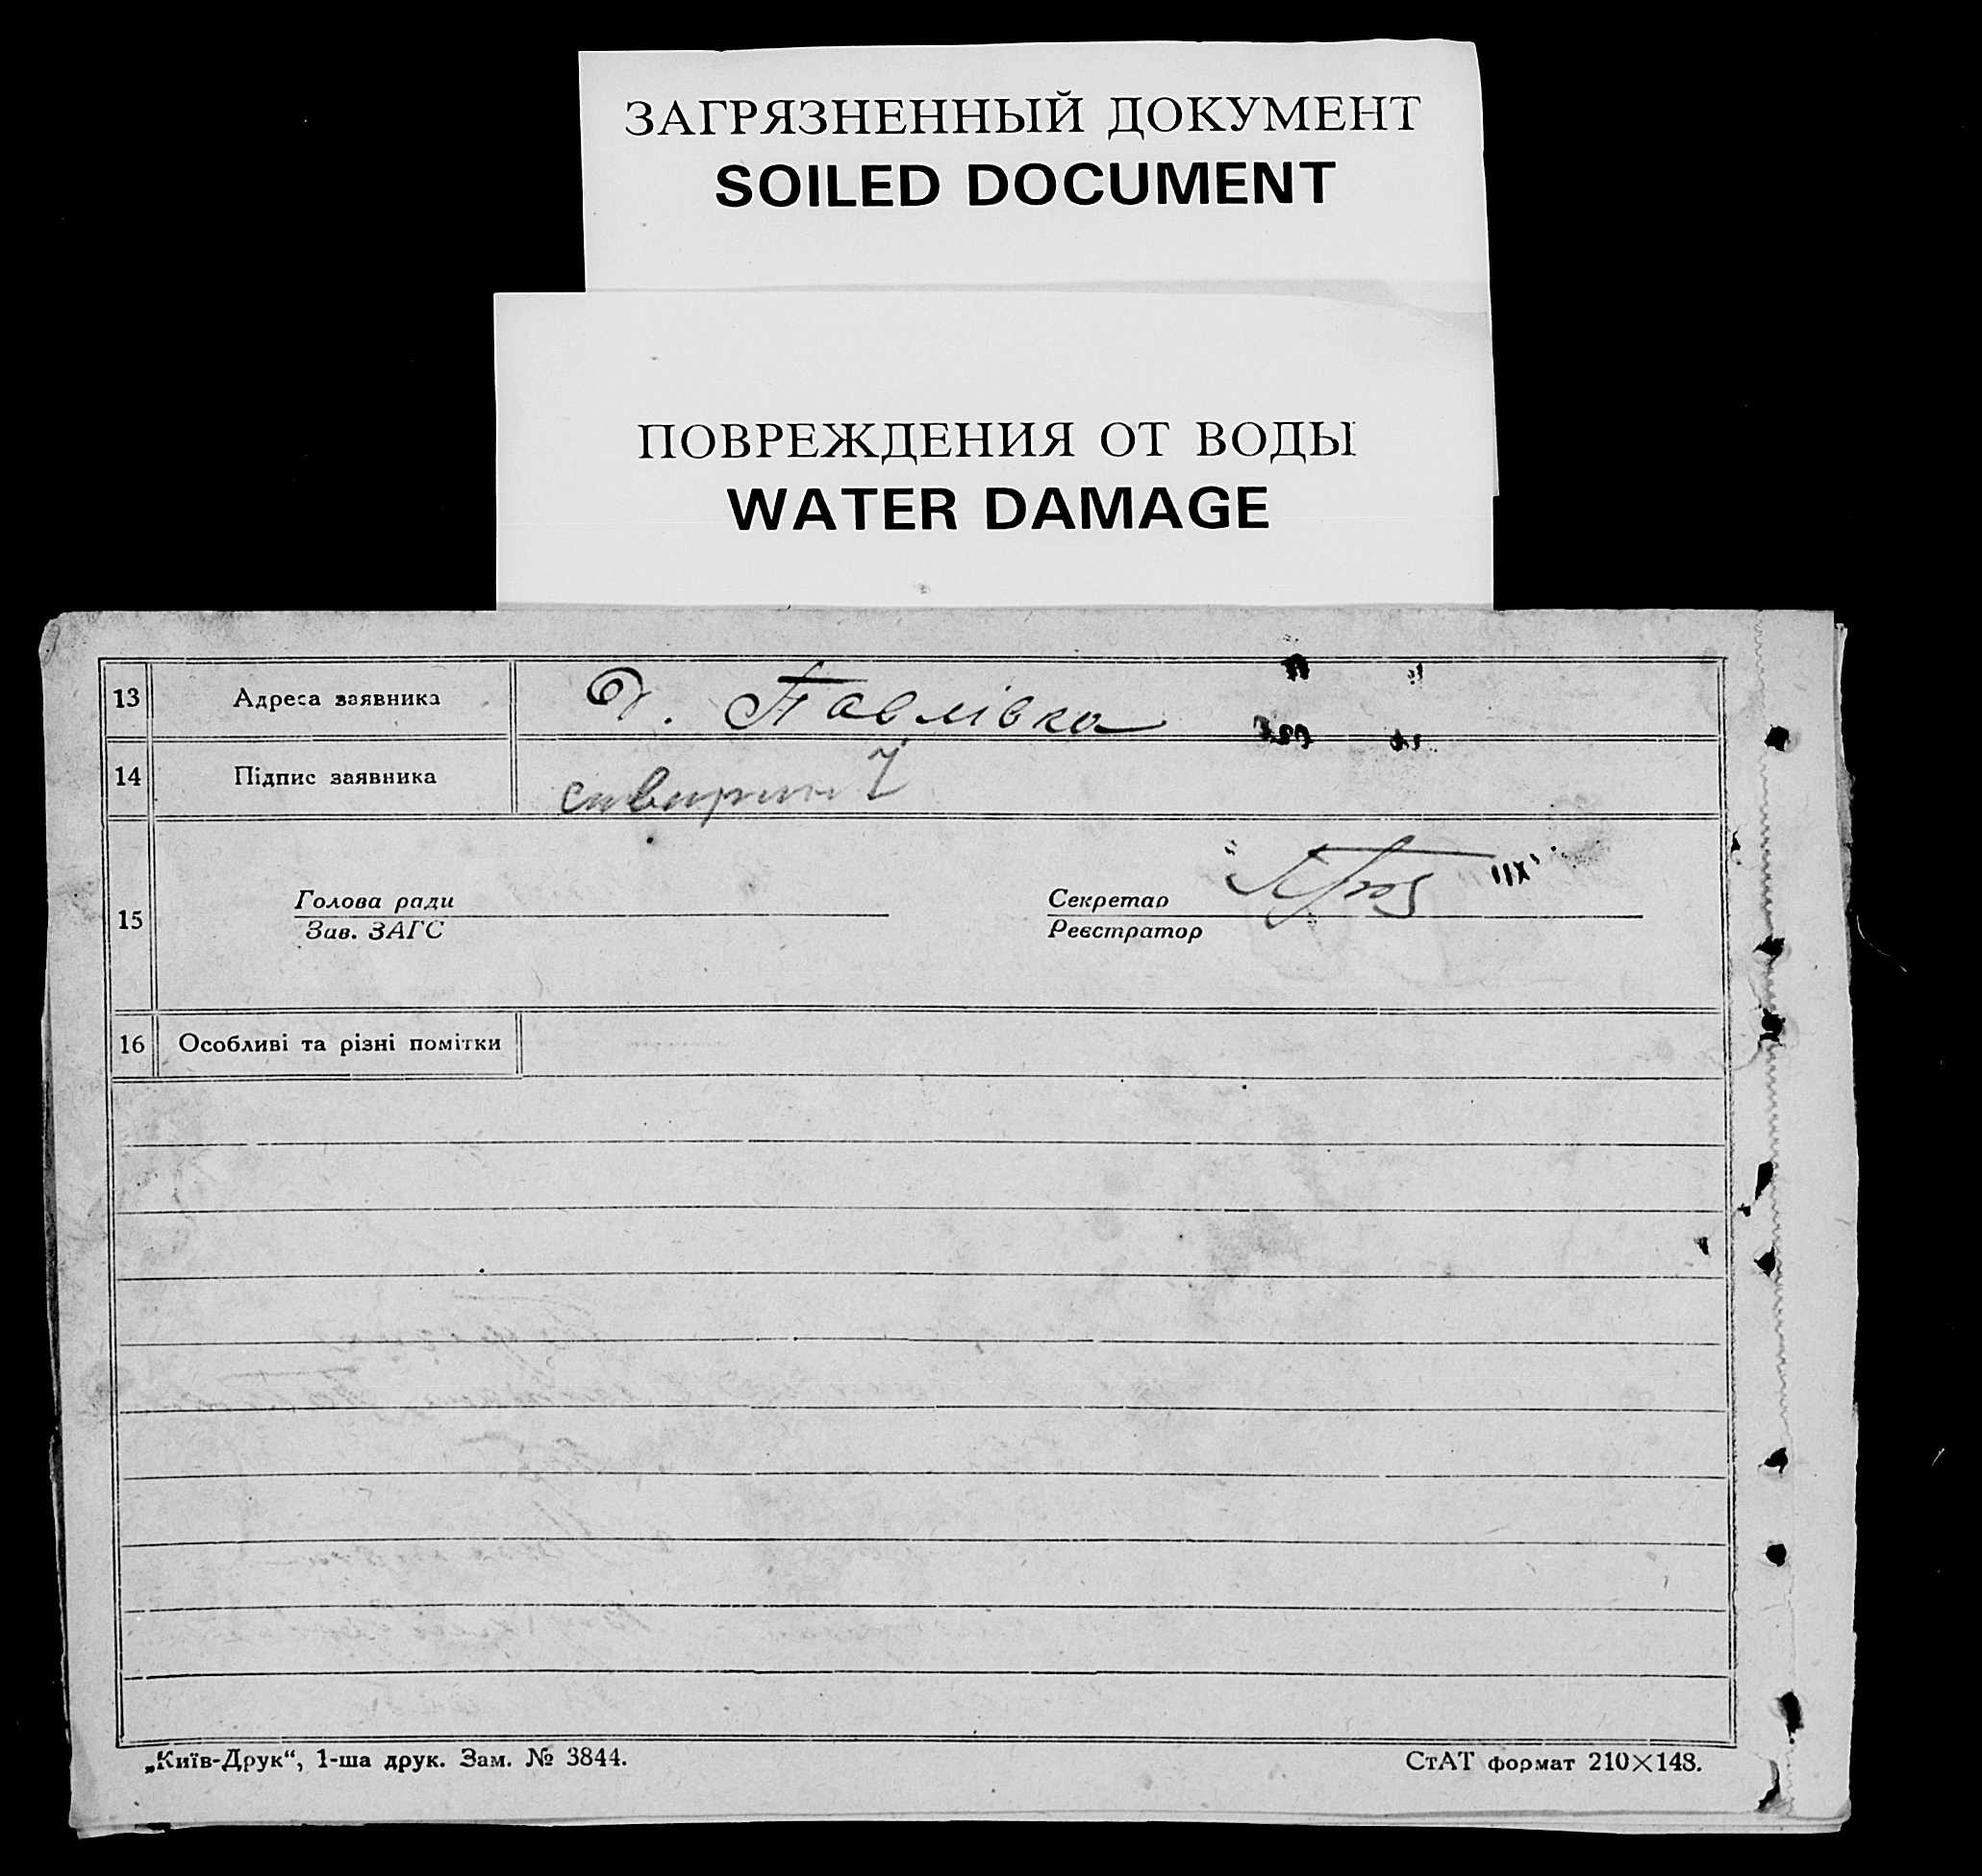 ЗАГРЯЗНЕННЫЙ ДОКУМЕНТ
SOILED DOCUMENT
ПОВРЕЖДЕНИЯ ОТ ВОДЫ
WATER DAMAGE
13 Адреса заявника Д. Павлівка
14 Підпис заявника
15 Голова ради
Зав. ЗАГС
Секретар
Реєстратор
16 Особливі та різні помітки
„Київ-Друк“, 1-ша друк. Зам. № 3844.
СтАТ формат 210×148.